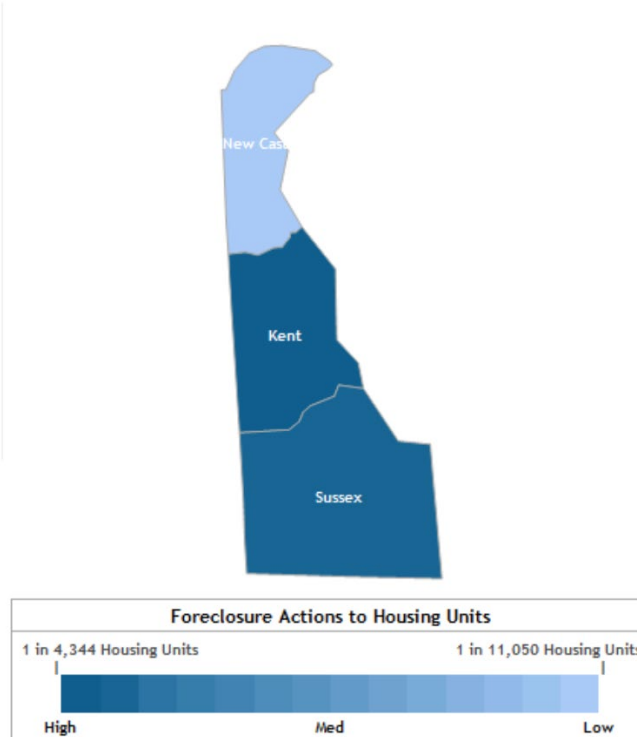 New Cas
Kent
Sussex
Foreclosure Actions to Housing Units
1 in 4,344 Housing Units 1 in 11,050 Housing Units
High Med Low